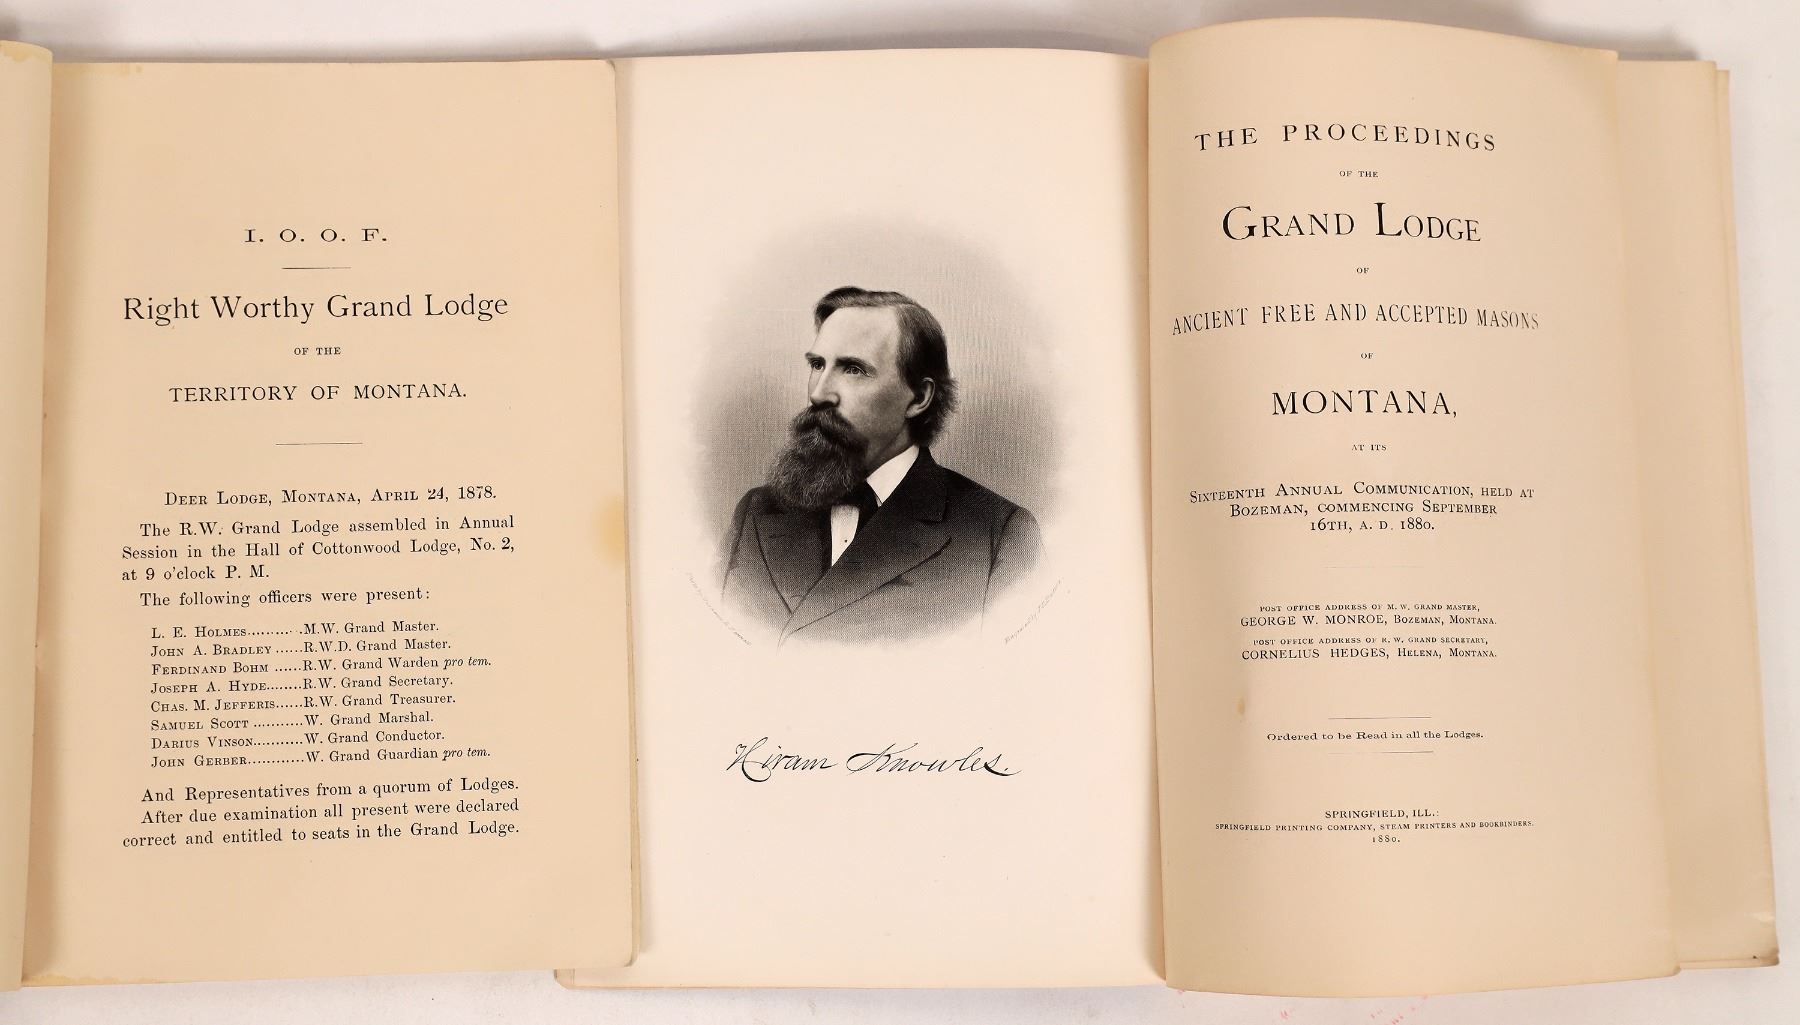 I. O. O. F.
Right Worthy Grand Lodge
OF THE
TERRITORY OF MONTANA.
DEER LODGE, MONTANA, APRIL 24, 1878.
The R.W. Grand Lodge assembled in Annual
Session in the Hall of Cottonwood Lodge, No. 2,
at 9 o'clock P. M.
The following officers were present:
L. E. HOLMES..........M.W. Grand Master.
JOHN A. BRADLEY ......R.W.D. Grand Master.
FERDINAND BOHM ......R.W. Grand Warden pro tem.
JOSEPH A. HYDE........R.W. Grand Secretary.
CHAS. M. JEFFERIS......R.W. Grand Treasurer.
SAMUEL SCOTT ...........W. Grand Marshal.
DARIUS VINSON...........W. Grand Conductor.
JOHN GERBER............W. Grand Guardian pro tem.
And Representatives from a quorum of Lodges.
After due examination all present were declared
correct and entitled to seats in the Grand Lodge.
Hiram Knowles.
THE PROCEEDINGS
OF THE
GRAND LODGE
OF
ANCIENT FREE AND ACCEPTED MASONS
OF
MONTANA,
AT ITS
SIXTEENTH ANNUAL COMMUNICATION, HELD AT
BOZEMAN, COMMENCING SEPTEMBER
16TH, A. D. 1880.
POST OFFICE ADDRESS OF M. W. GRAND MASTER,
GEORGE W. MONROE, BOZEMAN, MONTANA.
POST OFFICE ADDRESS OF R. W. GRAND SECRETARY,
CORNELIUS HEDGES, HELENA, MONTANA.
Ordered to be Read in all the Lodges.
SPRINGFIELD, ILL.:
SPRINGFIELD PRINTING COMPANY, STEAM PRINTERS AND BOOKBINDERS.
1880.